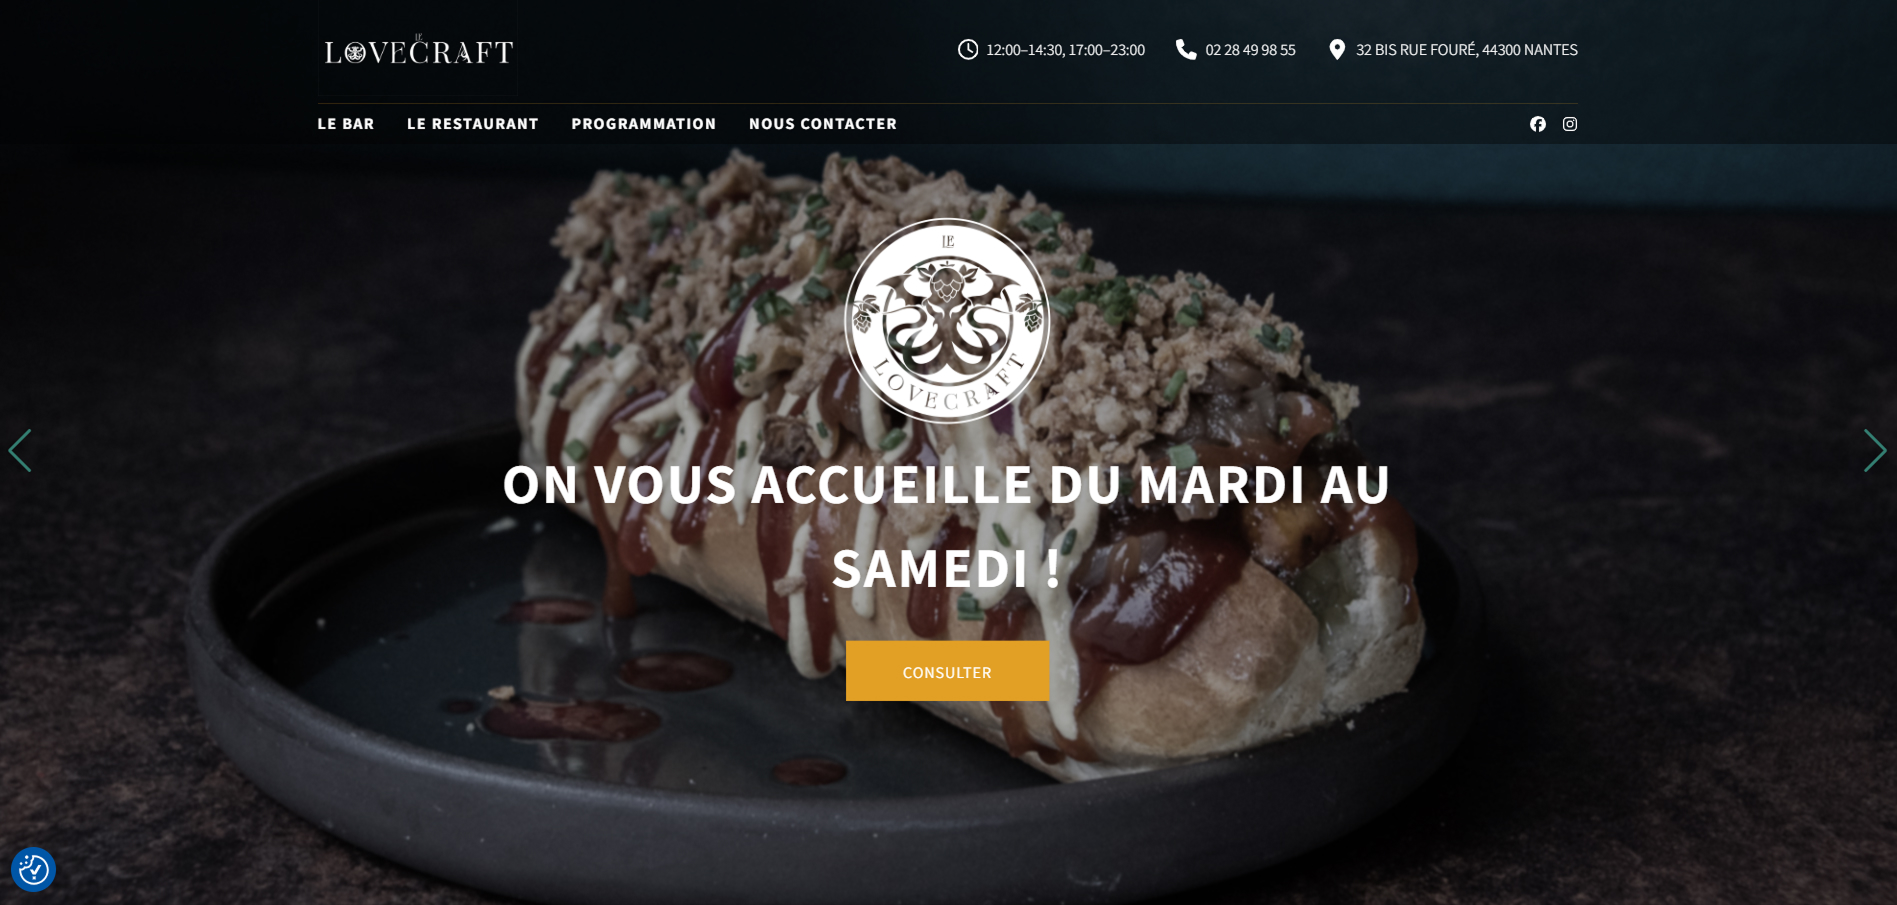 LE
LOVECRAFT
12:00–14:30, 17:00–23:00
02 28 49 98 55
32 BIS RUE FOURÉ, 44300 NANTES
LE BAR
LE RESTAURANT
PROGRAMMATION
NOUS CONTACTER
LE
LOVECRAFT
ON VOUS ACCUEILLE DU MARDI AU
SAMEDI !
CONSULTER